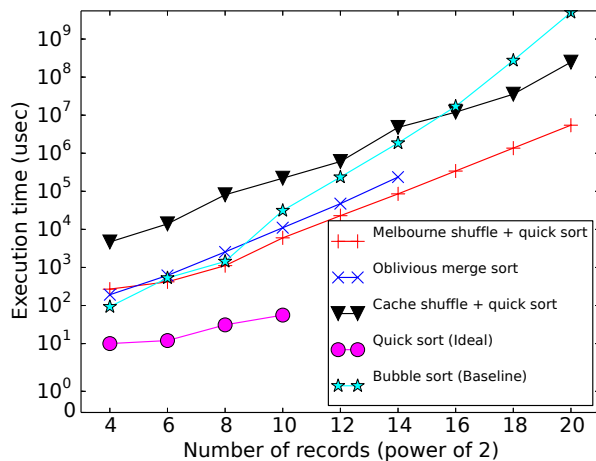 Execution time (usec)
10^9
10^8
10^7
10^6
10^5
10^4
10^3
10^2
10^1
10^0
0
Melbourne shuffle + quick sort
Oblivious merge sort
Cache shuffle + quick sort
Quick sort (Ideal)
Bubble sort (Baseline)
4 6 8 10 12 14 16 18 20
Number of records (power of 2)